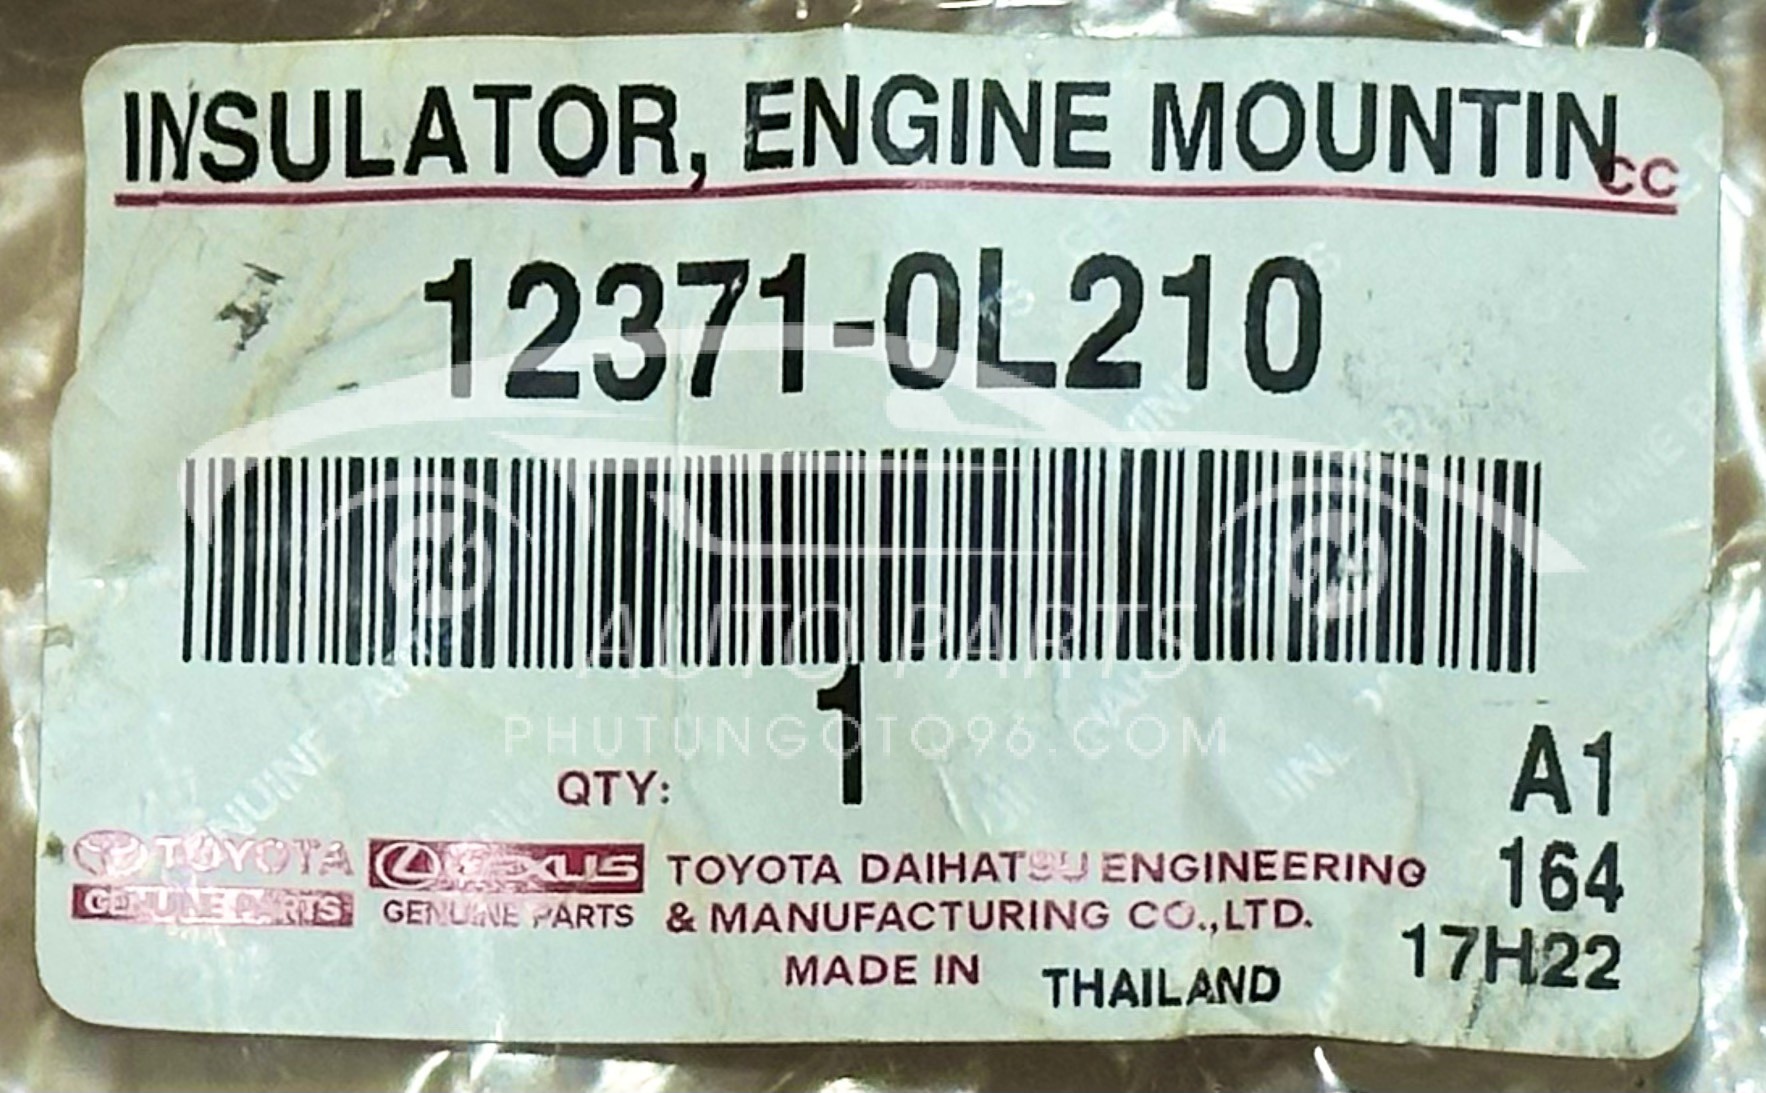 INSULATOR, ENGINE MOUNTIN
CC
12371-0L210
AUTO PARTS
PHUTUNGOTO96.COM
1
QTY:
A1
164
17H22
TOYOTA
GENUINE PARTS
LEXUS
GENUINE PARTS
TOYOTA DAIHATSU ENGINEERING
& MANUFACTURING CO.,LTD.
MADE IN THAILAND